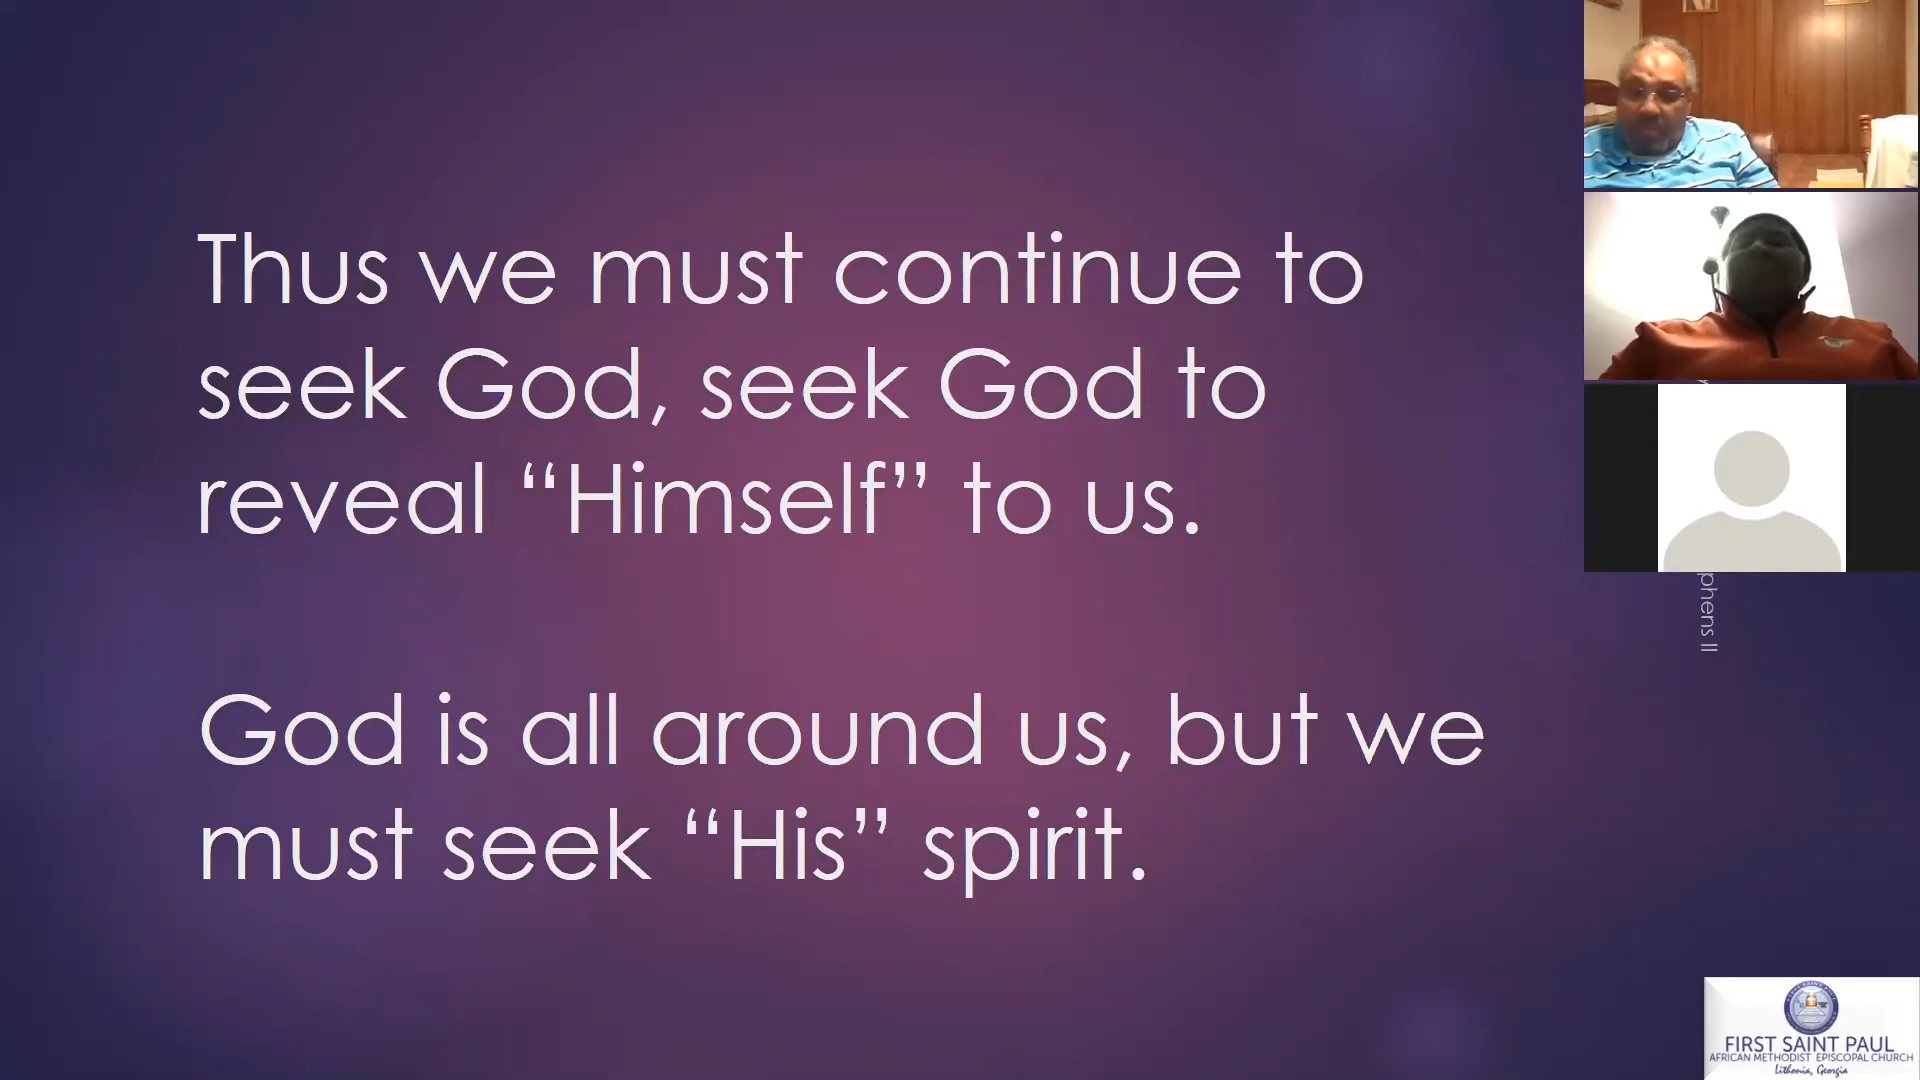 Thus we must continue to
seek God, seek God to
reveal “Himself” to us.
God is all around us, but we
must seek “His” spirit.
phens II
FIRST SAINT PAUL
AFRICAN METHODIST EPISCOPAL CHURCH
Lithonia, Georgia